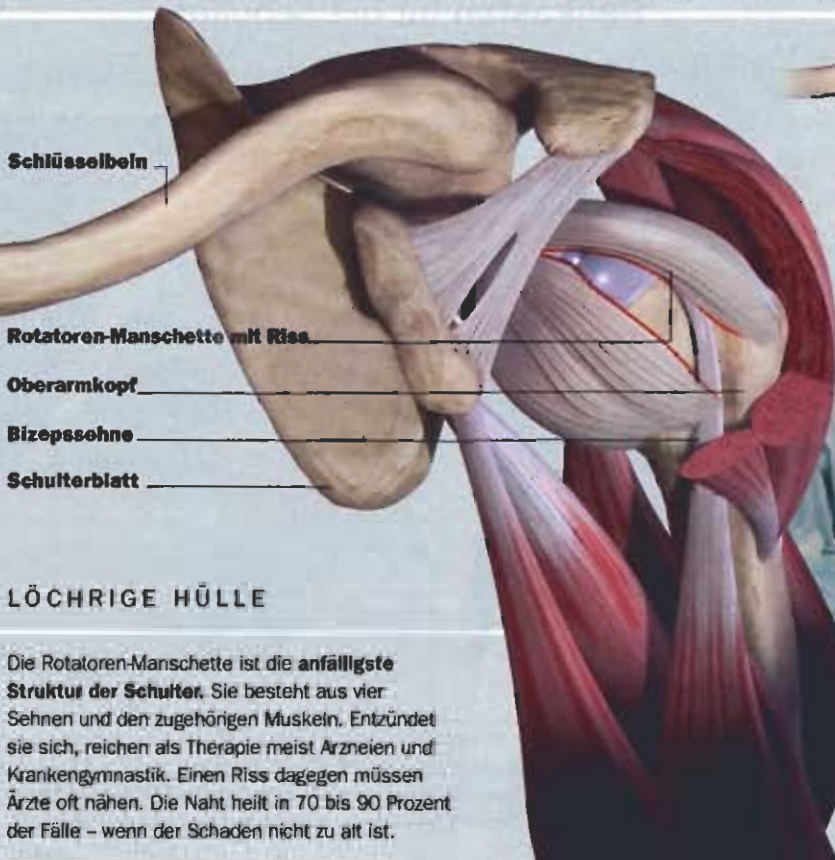 Schlüsselbein
Rotatoren-Manschette mit Riss
Oberarmkopf
Bizepssehne
Schulterblatt
LÖCHRIGE HÜLLE
Die Rotatoren-Manschette ist die anfälligste
Struktur der Schulter. Sie besteht aus vier
Sehnen und den zugehörigen Muskeln. Entzündet
sie sich, reichen als Therapie meist Arzneien und
Krankengymnastik. Einen Riss dagegen müssen
Ärzte oft nähen. Die Naht heilt in 70 bis 90 Prozent
der Fälle – wenn der Schaden nicht zu alt ist.